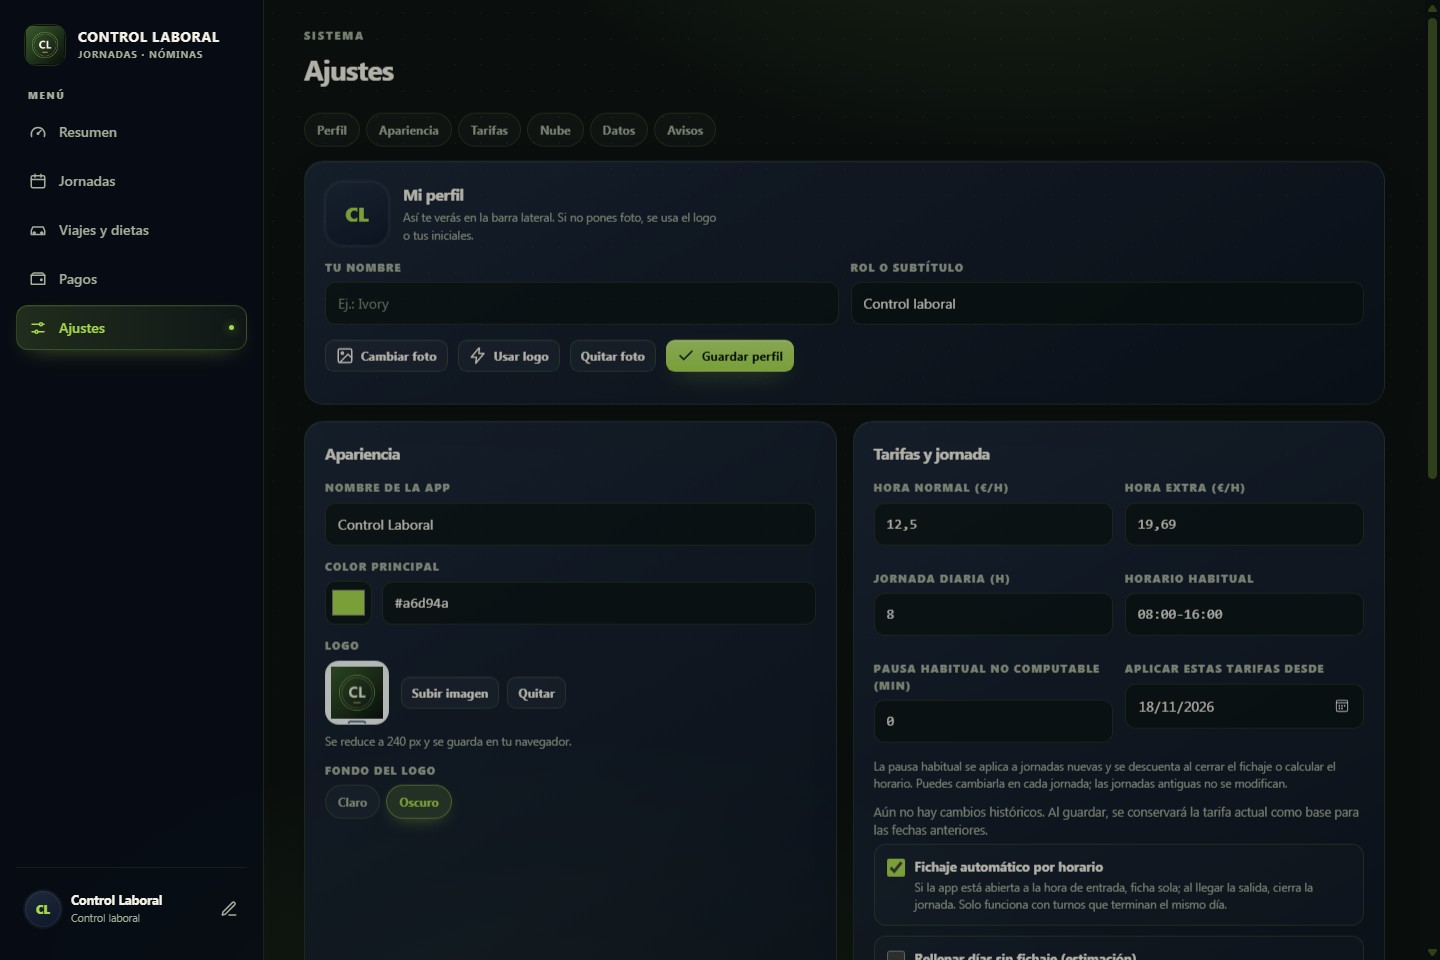 CL
CONTROL LABORAL
JORNADAS · NÓMINAS
MENÚ
Resumen
Jornadas
Viajes y dietas
Pagos
Ajustes
CL
Control Laboral
Control laboral
SISTEMA
Ajustes
Perfil
Apariencia
Tarifas
Nube
Datos
Avisos
CL
Mi perfil
Así te verás en la barra lateral. Si no pones foto, se usa el logo
o tus iniciales.
TU NOMBRE
Ej.: Ivory
ROL O SUBTÍTULO
Control laboral
Cambiar foto
Usar logo
Quitar foto
Guardar perfil
Apariencia
NOMBRE DE LA APP
Control Laboral
COLOR PRINCIPAL
#a6d94a
LOGO
CL
Subir imagen
Quitar
Se reduce a 240 px y se guarda en tu navegador.
FONDO DEL LOGO
Claro
Oscuro
Tarifas y jornada
HORA NORMAL (€/H)
12,5
HORA EXTRA (€/H)
19,69
JORNADA DIARIA (H)
8
HORARIO HABITUAL
08:00-16:00
PAUSA HABITUAL NO COMPUTABLE
(MIN)
0
APLICAR ESTAS TARIFAS DESDE
18/11/2026
La pausa habitual se aplica a jornadas nuevas y se descuenta al cerrar el fichaje o calcular el
horario. Puedes cambiarla en cada jornada; las jornadas antiguas no se modifican.
Aún no hay cambios históricos. Al guardar, se conservará la tarifa actual como base para
las fechas anteriores.
Fichaje automático por horario
Si la app está abierta a la hora de entrada, ficha sola; al llegar la salida, cierra la
jornada. Solo funciona con turnos que terminan el mismo día.
Rellenar días sin fichaje (estimación)